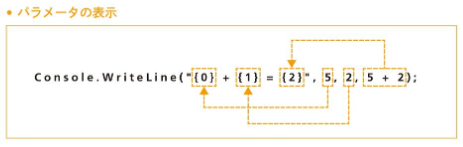 • パラメータの表示
Console.WriteLine("{0} + {1} = {2}", 5, 2, 5 + 2);